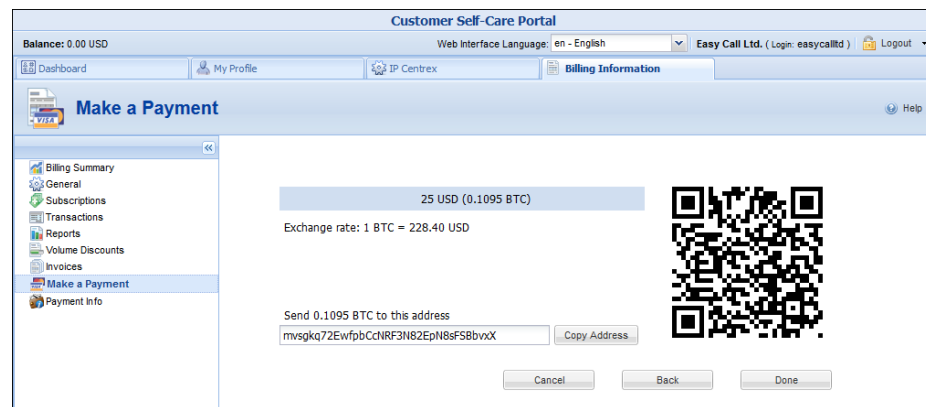 Customer Self-Care Portal
Balance: 0.00 USD
Web Interface Language: en - English
Easy Call Ltd. ( Login: easycalltd )
Logout
Dashboard
My Profile
IP Centrex
Billing Information
VISA
Make a Payment
Help
Billing Summary
General
Subscriptions
Transactions
Reports
Volume Discounts
Invoices
Make a Payment
Payment Info
25 USD (0.1095 BTC)
Exchange rate: 1 BTC = 228.40 USD
Send 0.1095 BTC to this address
mvsgkq72EwfpbCcNRF3N82EpN8sFSBbvxX
Copy Address
Cancel
Back
Done